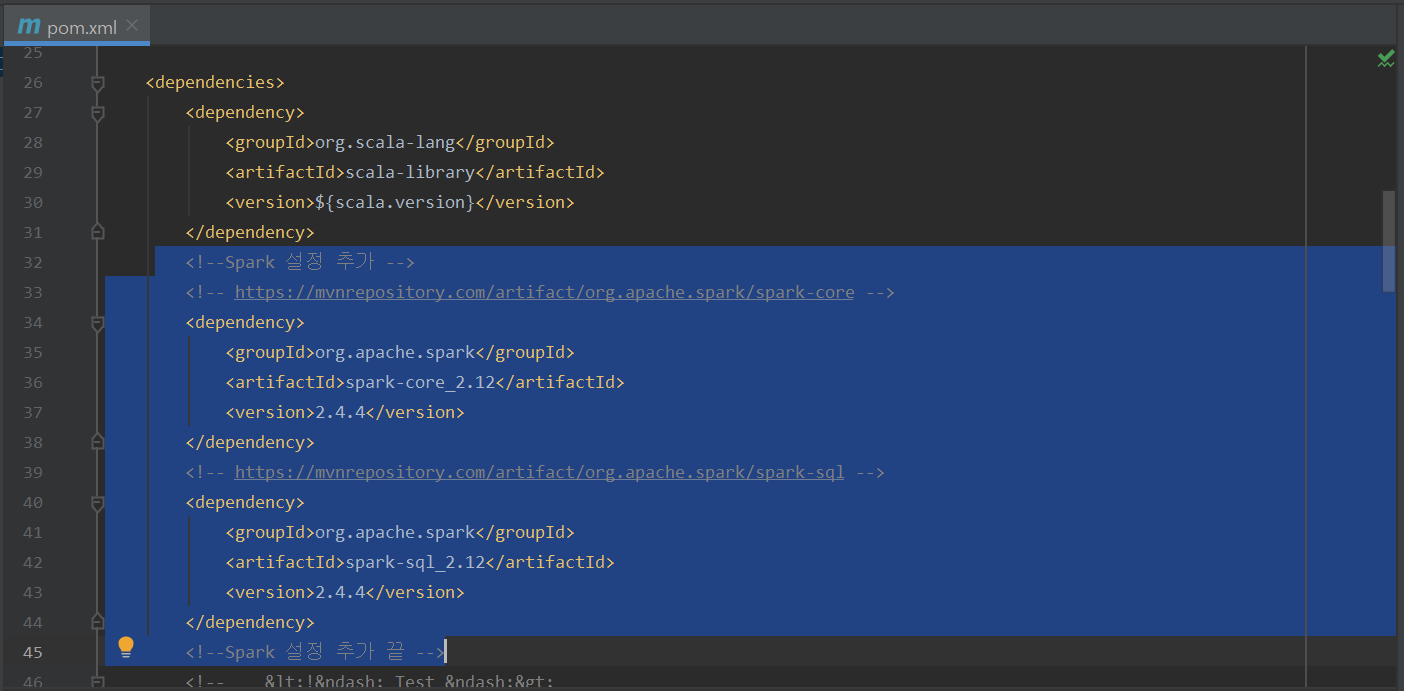 m pom.xml
25
26 <dependencies>
27 <dependency>
28 <groupId>org.scala-lang</groupId>
29 <artifactId>scala-library</artifactId>
30 <version>${scala.version}</version>
31 </dependency>
32 <!--Spark 설정 추가 -->
33 <!-- https://mvnrepository.com/artifact/org.apache.spark/spark-core -->
34 <dependency>
35 <groupId>org.apache.spark</groupId>
36 <artifactId>spark-core_2.12</artifactId>
37 <version>2.4.4</version>
38 </dependency>
39 <!-- https://mvnrepository.com/artifact/org.apache.spark/spark-sql -->
40 <dependency>
41 <groupId>org.apache.spark</groupId>
42 <artifactId>spark-sql_2.12</artifactId>
43 <version>2.4.4</version>
44 </dependency>
45 <!--Spark 설정 추가 끝 -->
46 <!-- &lt;!&ndash; Test &ndash;&gt;